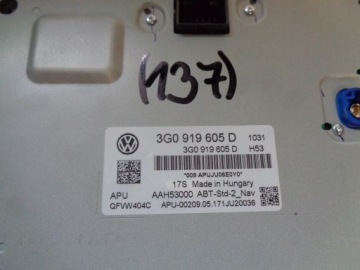 (137)
3G0 919 605 D 1031
3G0 919 605 D H53
*009 APUJU06E0Y0*
17S Made in Hungary
APU AAH53000 ABT-Std-2_Nav
QFVW404C APU-00209.05.171JU20036